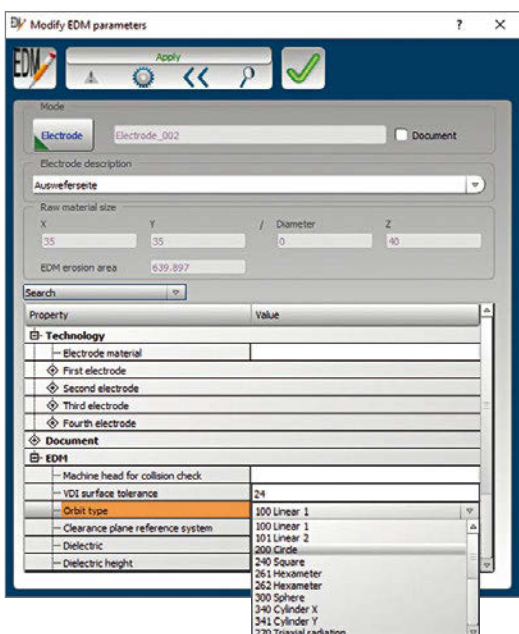 Modify EDM parameters
EDM
Apply
Mode
Electrode
Electrode_002
Document
Electrode description
Ausweferseite
Raw material size
X Y / Diameter Z
35 35 0 40
EDM erosion area 639.897
Search
Property Value
Technology
Electrode material
First electrode
Second electrode
Third electrode
Fourth electrode
Document
EDM
Machine head for collision check
VDI surface tolerance 24
Orbit type 100 Linear 1
Clearance plane reference system 100 Linear 1
101 Linear 2
Dielectric 200 Circle
240 Square
Dielectric height 261 Hexameter
262 Hexameter
300 Sphere
340 Cylinder X
341 Cylinder Y
Triaxial radiation